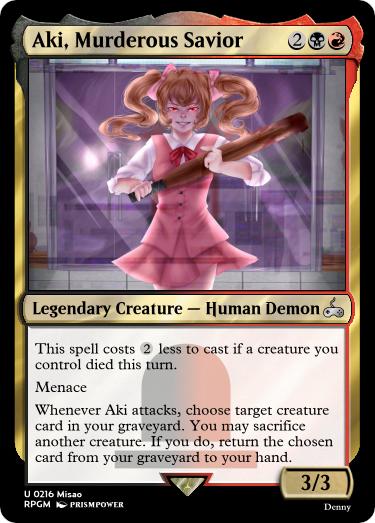 Aki, Murderous Savior 2
Legendary Creature — Human Demon
This spell costs 2 less to cast if a creature you
control died this turn.
Menace
Whenever Aki attacks, choose target creature
card in your graveyard. You may sacrifice
another creature. If you do, return the chosen
card from your graveyard to your hand.
3/3
U 0216 Misao
RPGM PRISMPOWER
Denny